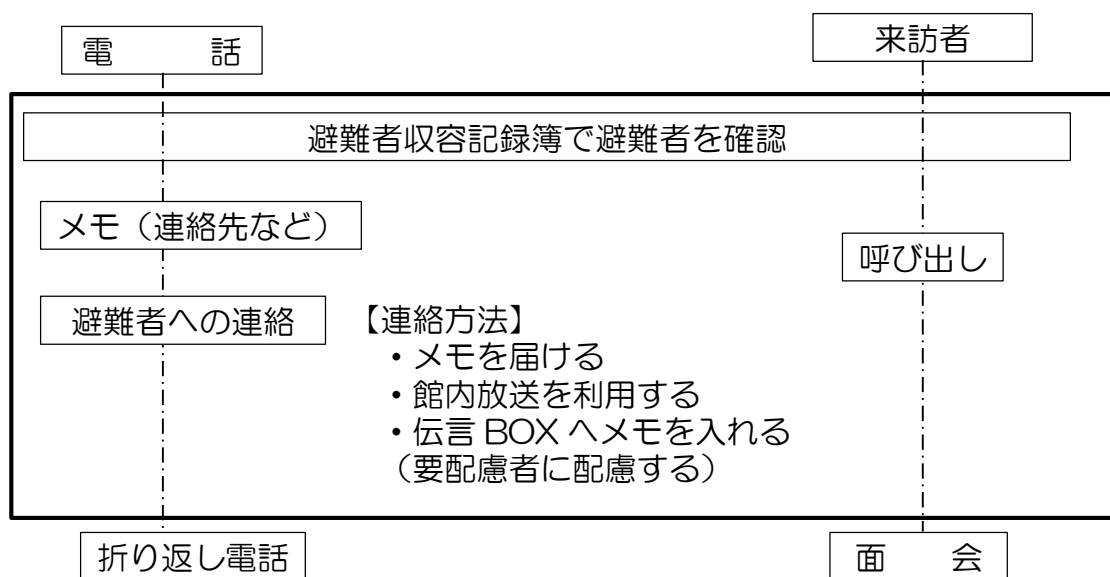 電　　話
来訪者
避難者収容記録簿で避難者を確認
メモ（連絡先など）
呼び出し
避難者への連絡
【連絡方法】
・メモを届ける
・館内放送を利用する
・伝言 BOX へメモを入れる
（要配慮者に配慮する）
折り返し電話
面　　会